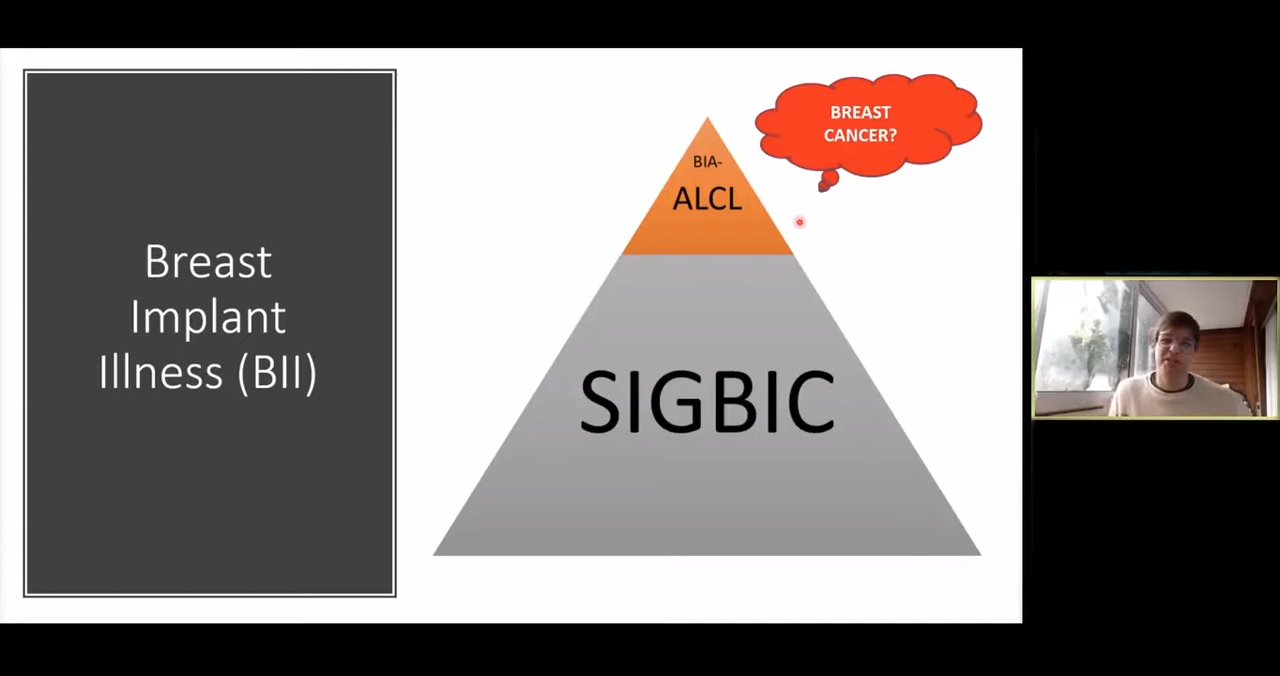 Breast
Implant
Illness (BII)
BREAST
CANCER?
BIA-
ALCL
SIGBIC